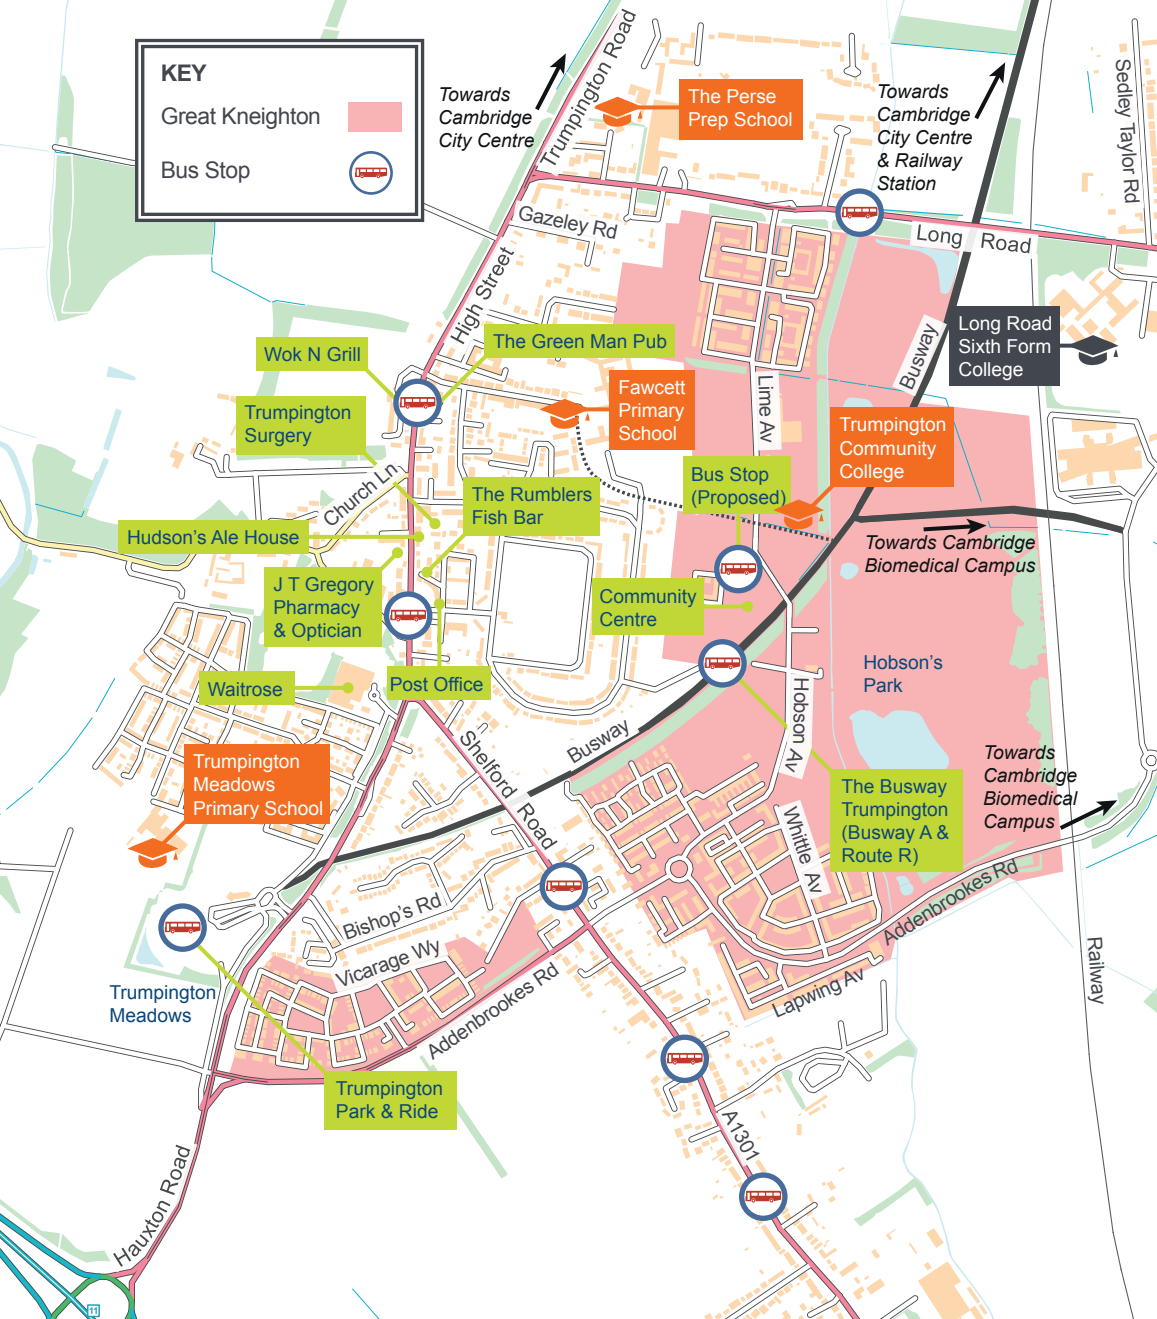 KEY
Great Kneighton
Bus Stop
Towards
Cambridge
City Centre
Trumpington Road
The Perse
Prep School
Towards
Cambridge
City Centre
& Railway
Station
Sedley Taylor Rd
Gazeley Rd
Long Road
High Street
Busway
Long Road
Sixth Form
College
Wok N Grill
The Green Man Pub
Fawcett
Primary
School
Lime Av
Trumpington
Surgery
Trumpington
Community
College
Church Ln
Bus Stop
(Proposed)
The Rumblers
Fish Bar
Hudson's Ale House
Towards Cambridge
Biomedical Campus
J T Gregory
Pharmacy
& Optician
Community
Centre
Hobson's
Park
Waitrose
Post Office
Hobson Av
Busway
Shelford Road
Trumpington
Meadows
Primary School
Towards
Cambridge
Biomedical
Campus
The Busway
Trumpington
(Busway A &
Route R)
Whittle Av
Bishop's Rd
Addenbrookes Rd
Vicarage Wy
Railway
Trumpington
Meadows
Lapwing Av
Addenbrookes Rd
Trumpington
Park & Ride
A1301
Hauxton Road
11